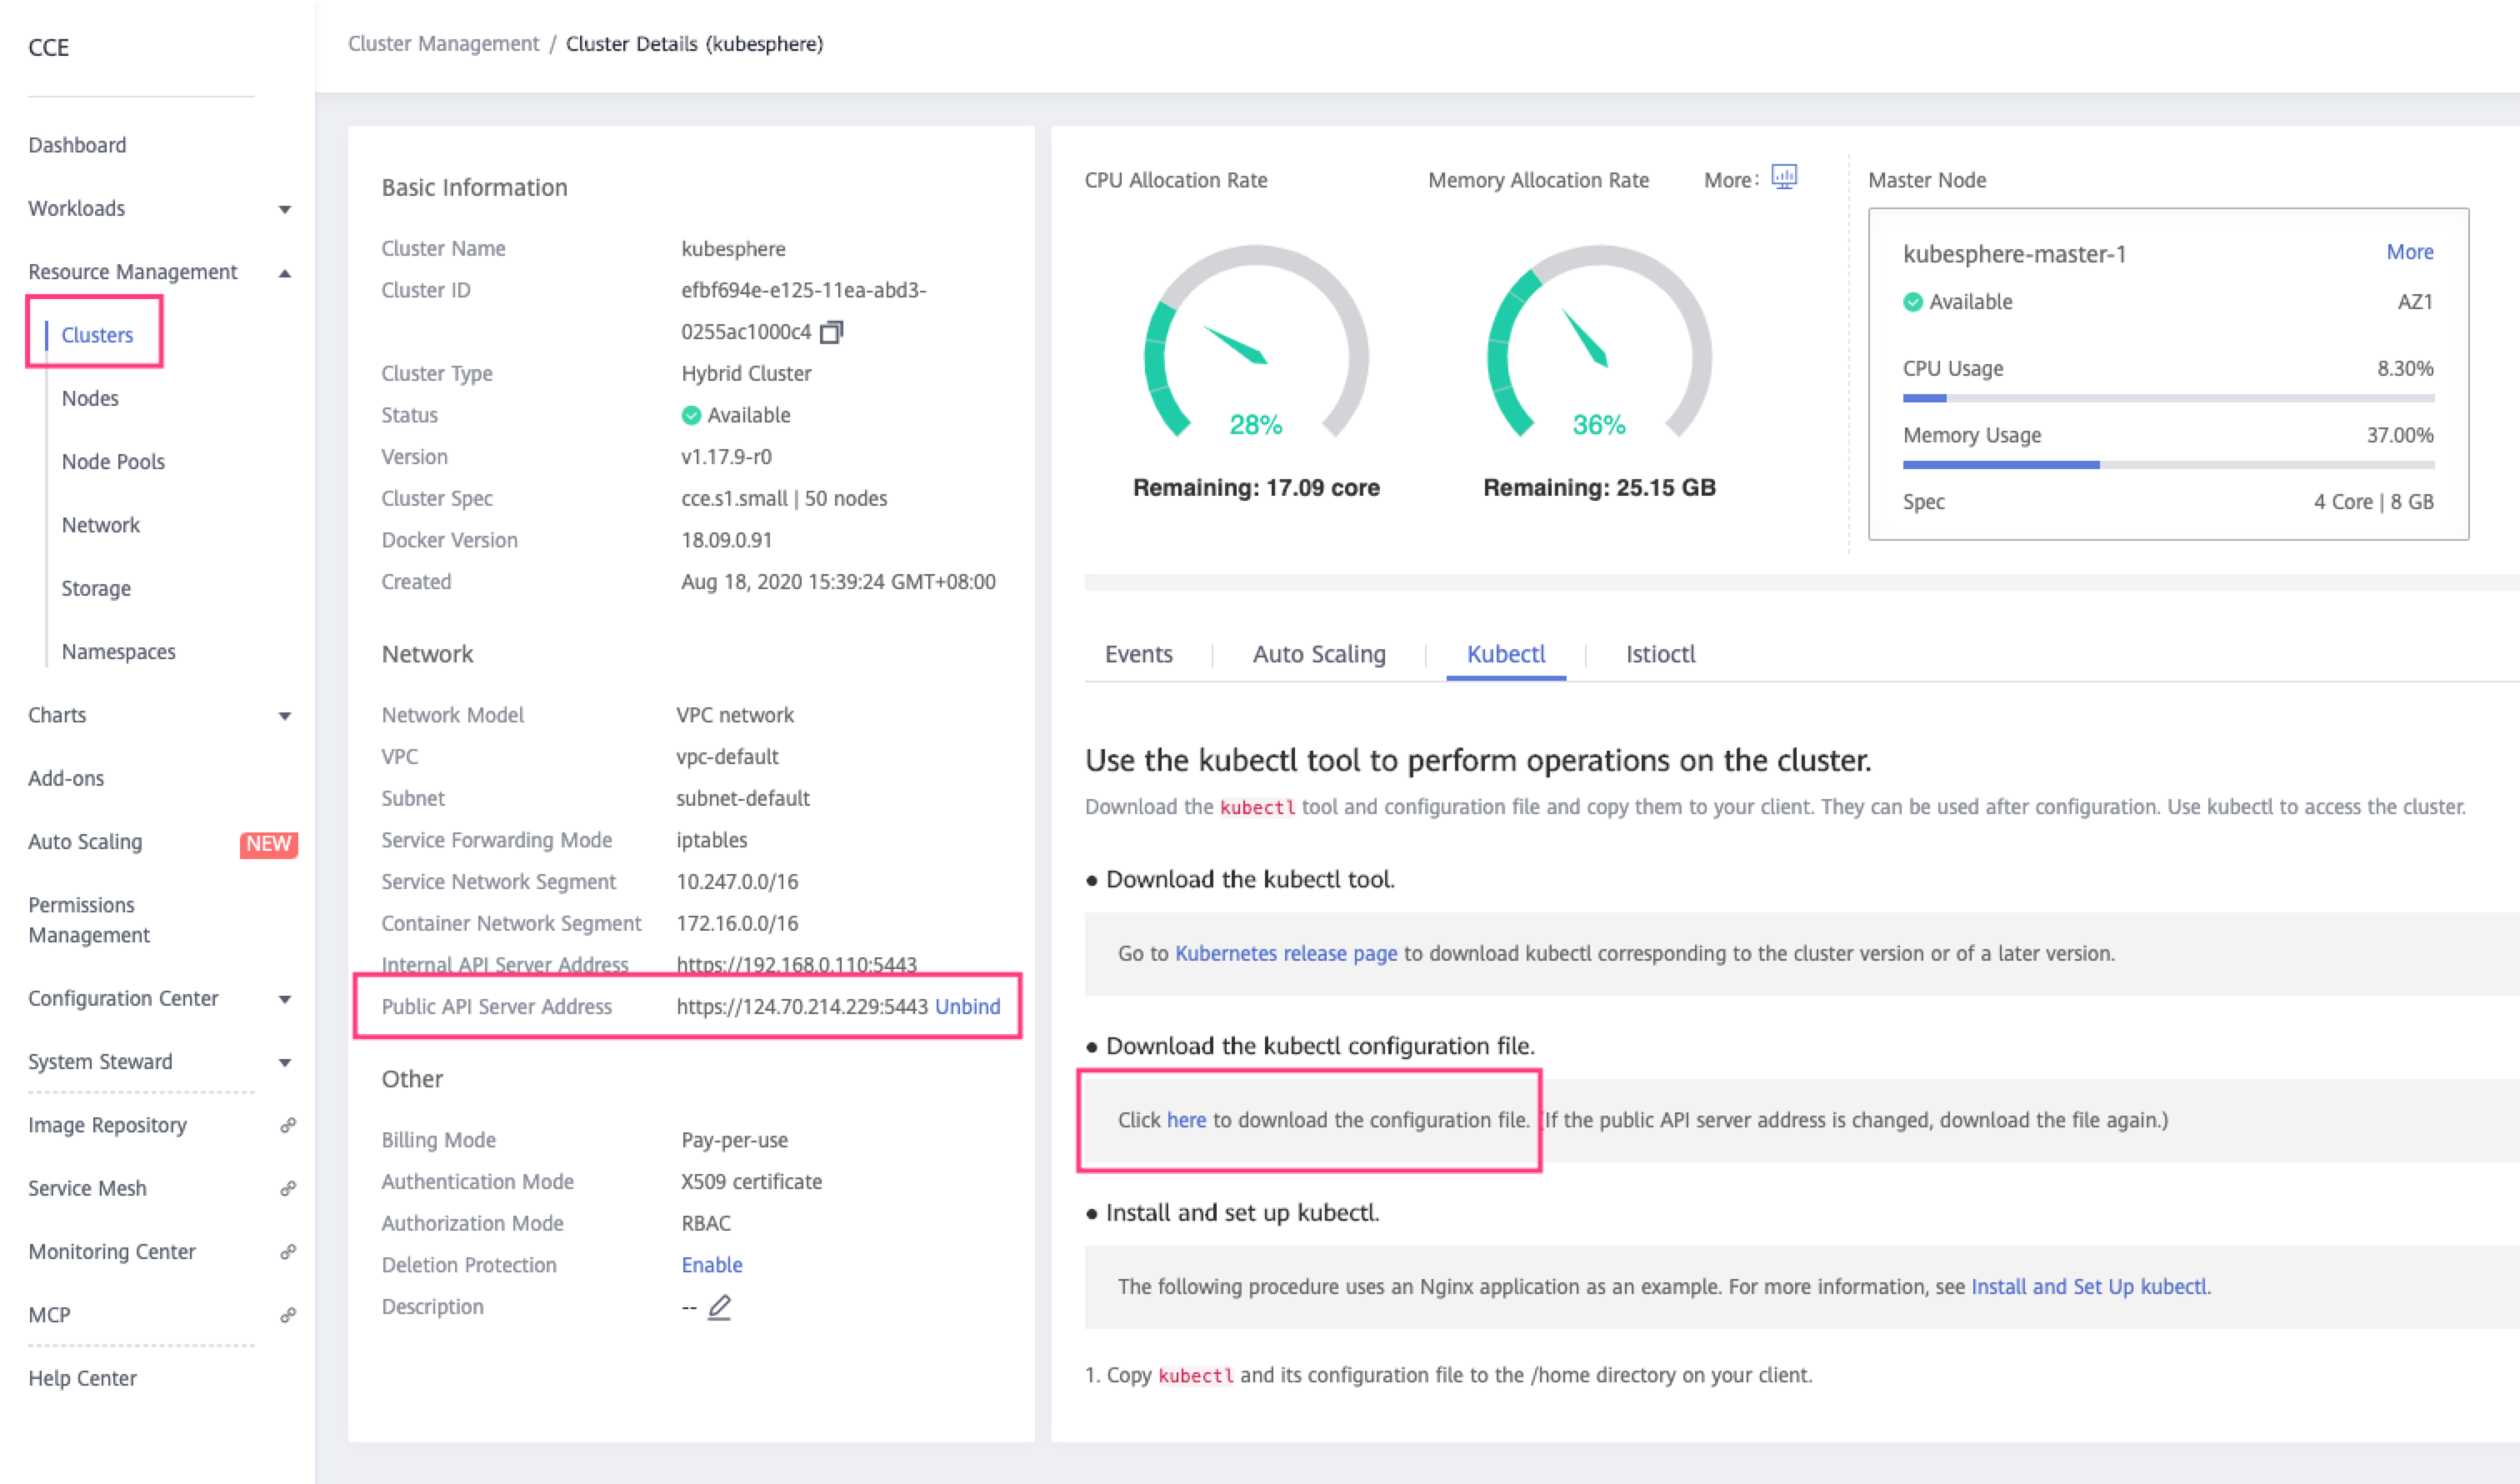 CCE
Dashboard
Workloads
Resource Management
Clusters
Nodes
Node Pools
Network
Storage
Namespaces
Charts
Add-ons
Auto Scaling NEW
Permissions
Management
Configuration Center
System Steward
Image Repository
Service Mesh
Monitoring Center
MCP
Help Center
Cluster Management / Cluster Details (kubesphere)
Basic Information
Cluster Name kubesphere
Cluster ID efbf694e-e125-11ea-abd3-
0255ac1000c4
Cluster Type Hybrid Cluster
Status Available
Version v1.17.9-r0
Cluster Spec cce.s1.small | 50 nodes
Docker Version 18.09.0.91
Created Aug 18, 2020 15:39:24 GMT+08:00
Network
Network Model VPC network
VPC vpc-default
Subnet subnet-default
Service Forwarding Mode iptables
Service Network Segment 10.247.0.0/16
Container Network Segment 172.16.0.0/16
Internal API Server Address https://192.168.0.110:5443
Public API Server Address https://124.70.214.229:5443 Unbind
Other
Billing Mode Pay-per-use
Authentication Mode X509 certificate
Authorization Mode RBAC
Deletion Protection Enable
Description --
CPU Allocation Rate
28%
Remaining: 17.09 core
Memory Allocation Rate
36%
Remaining: 25.15 GB
More:
Master Node
kubesphere-master-1 More
Available AZ1
CPU Usage 8.30%
Memory Usage 37.00%
Spec 4 Core | 8 GB
Events Auto Scaling Kubectl Istioctl
Use the kubectl tool to perform operations on the cluster.
Download the kubectl tool and configuration file and copy them to your client. They can be used after configuration. Use kubectl to access the cluster.
● Download the kubectl tool.
Go to Kubernetes release page to download kubectl corresponding to the cluster version or of a later version.
● Download the kubectl configuration file.
Click here to download the configuration file. (If the public API server address is changed, download the file again.)
● Install and set up kubectl.
The following procedure uses an Nginx application as an example. For more information, see Install and Set Up kubectl.
1. Copy kubectl and its configuration file to the /home directory on your client.